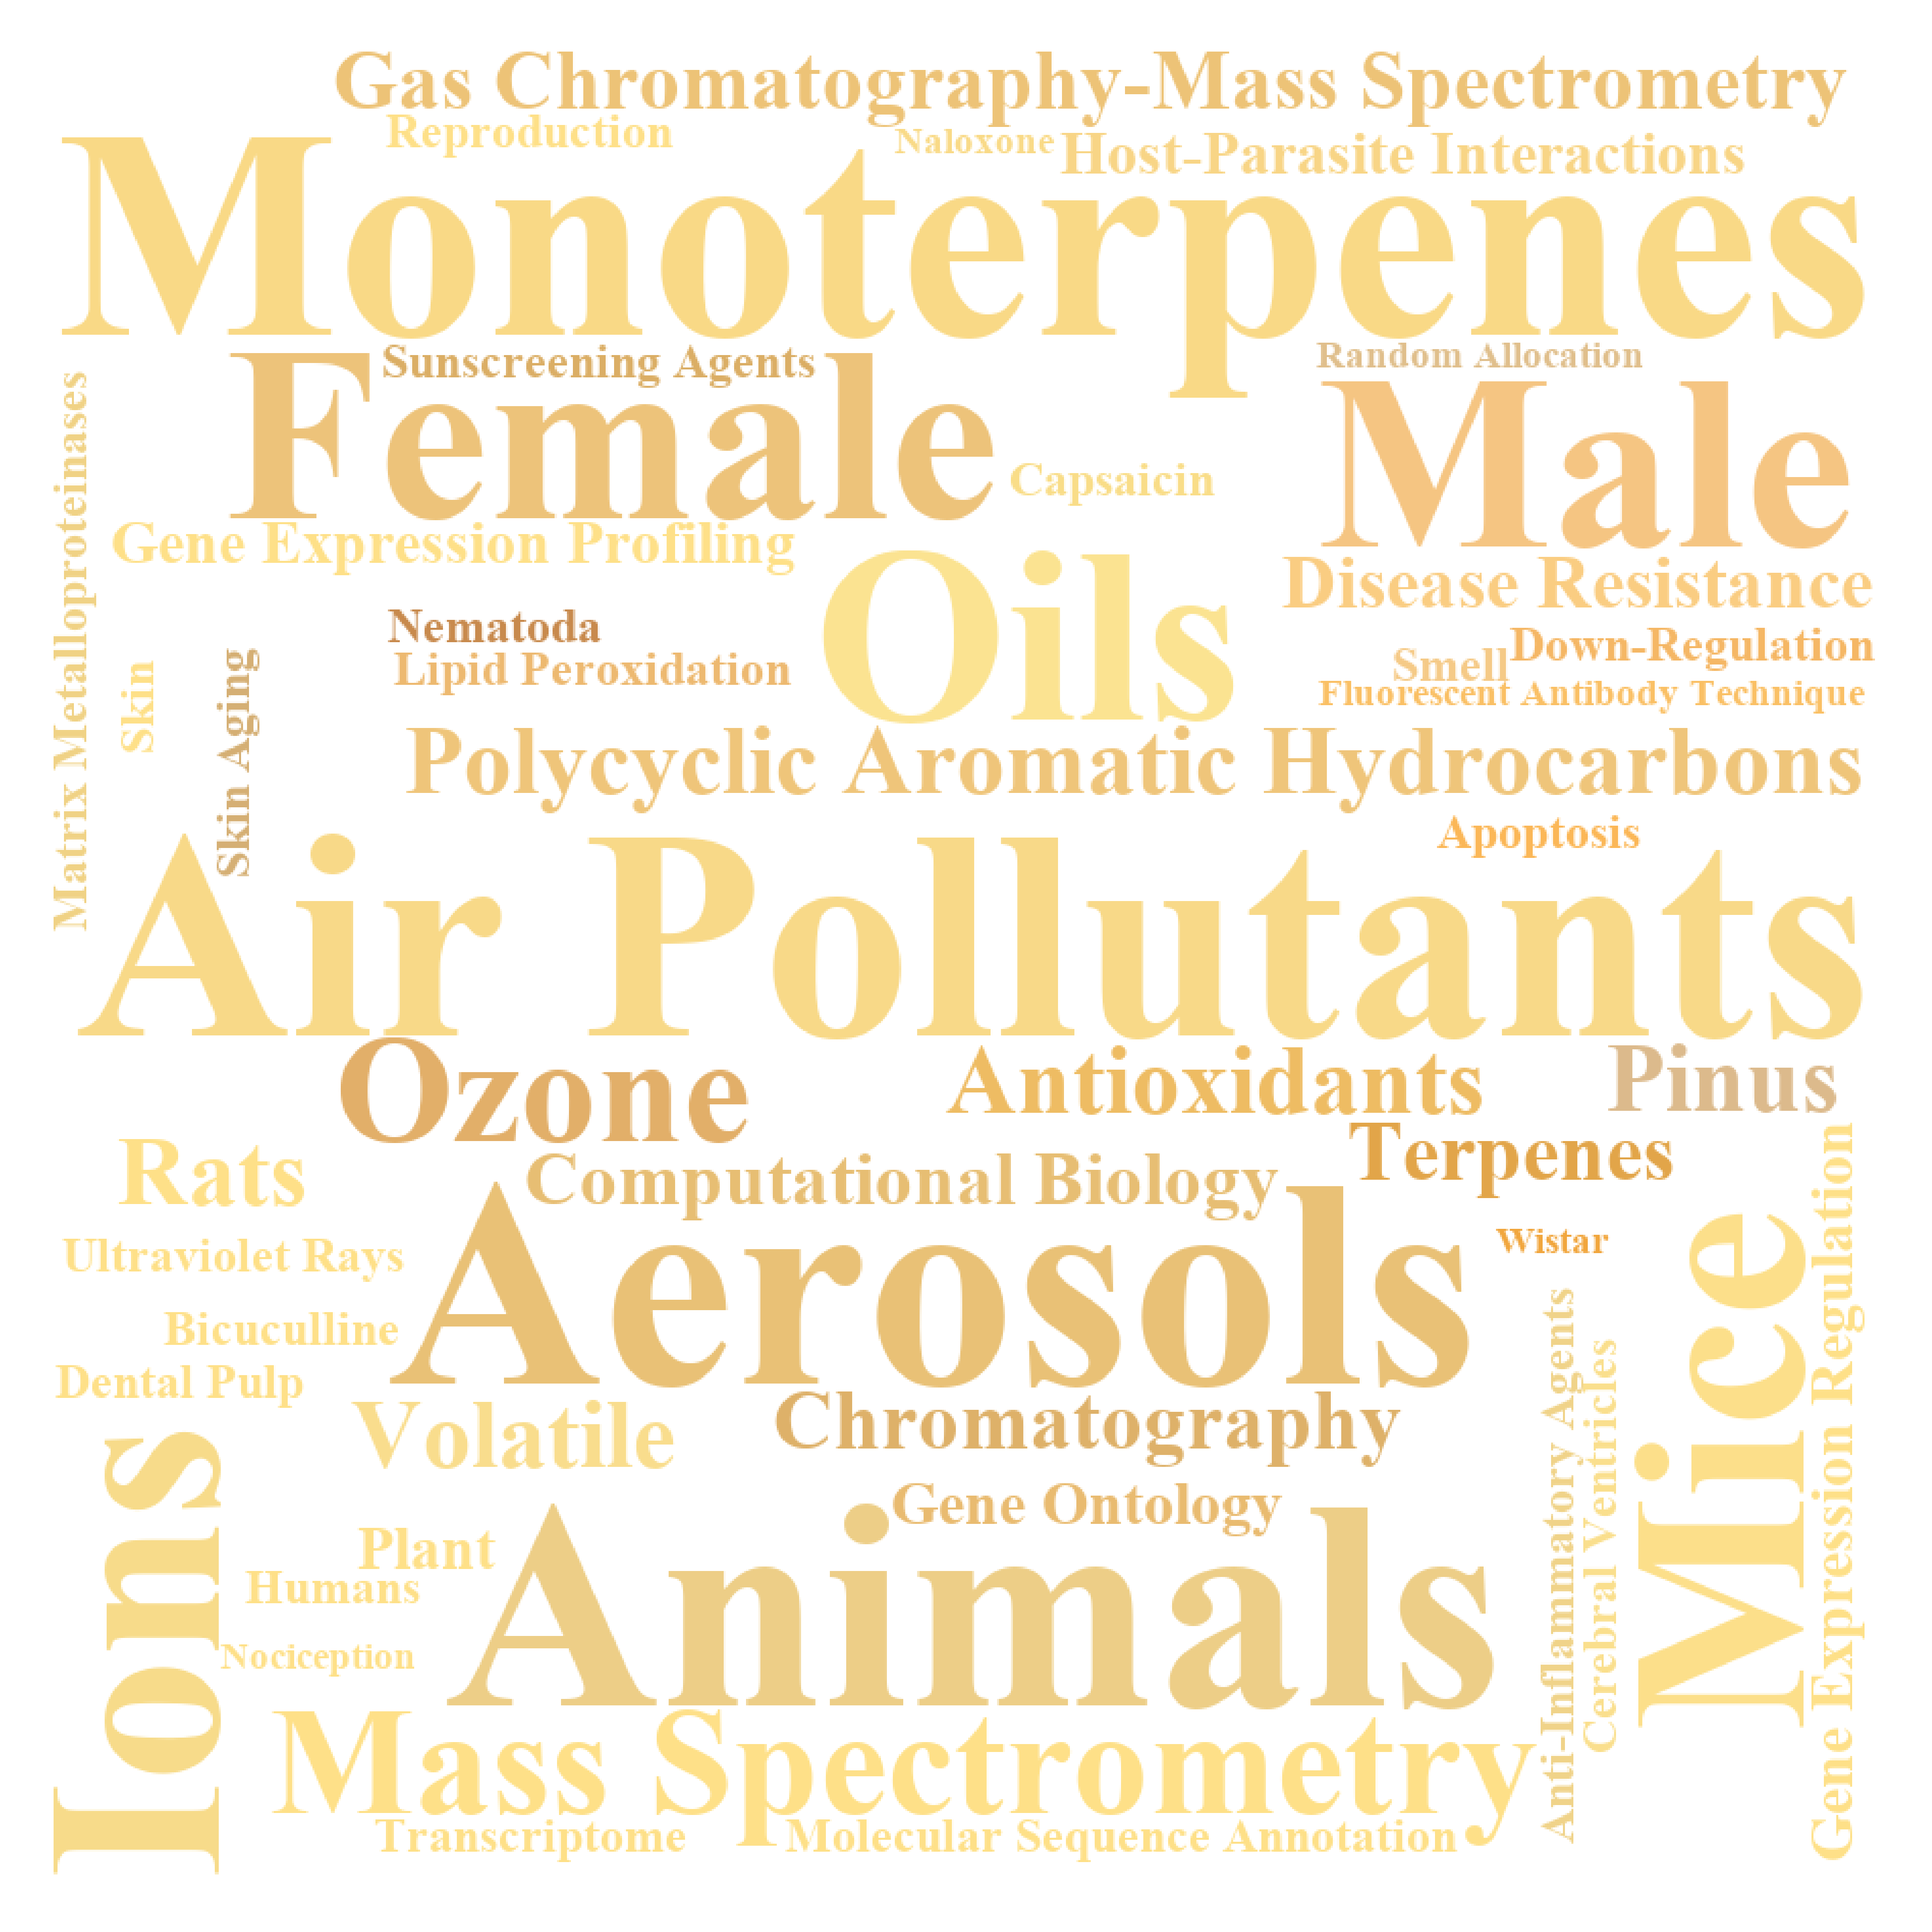 Gas Chromatography-Mass Spectrometry
Reproduction
Naloxone
Host-Parasite Interactions
Monoterpenes
Sunscreening Agents
Random Allocation
Female
Male
Capsaicin
Gene Expression Profiling
Oils
Disease Resistance
Matrix Metalloproteinases
Nematoda
Down-Regulation
Lipid Peroxidation
Smell
Skin
Skin Aging
Fluorescent Antibody Technique
Polycyclic Aromatic Hydrocarbons
Apoptosis
Air Pollutants
Ozone
Antioxidants
Pinus
Terpenes
Rats
Computational Biology
Wistar
Ultraviolet Rays
Aerosols
Bicuculline
Dental Pulp
Mice
Gene Expression Regulation
Anti-Inflammatory Agents
Cerebral Ventricles
Volatile
Chromatography
Gene Ontology
Ions
Plant
Humans
Animals
Nociception
Mass Spectrometry
Transcriptome
Molecular Sequence Annotation